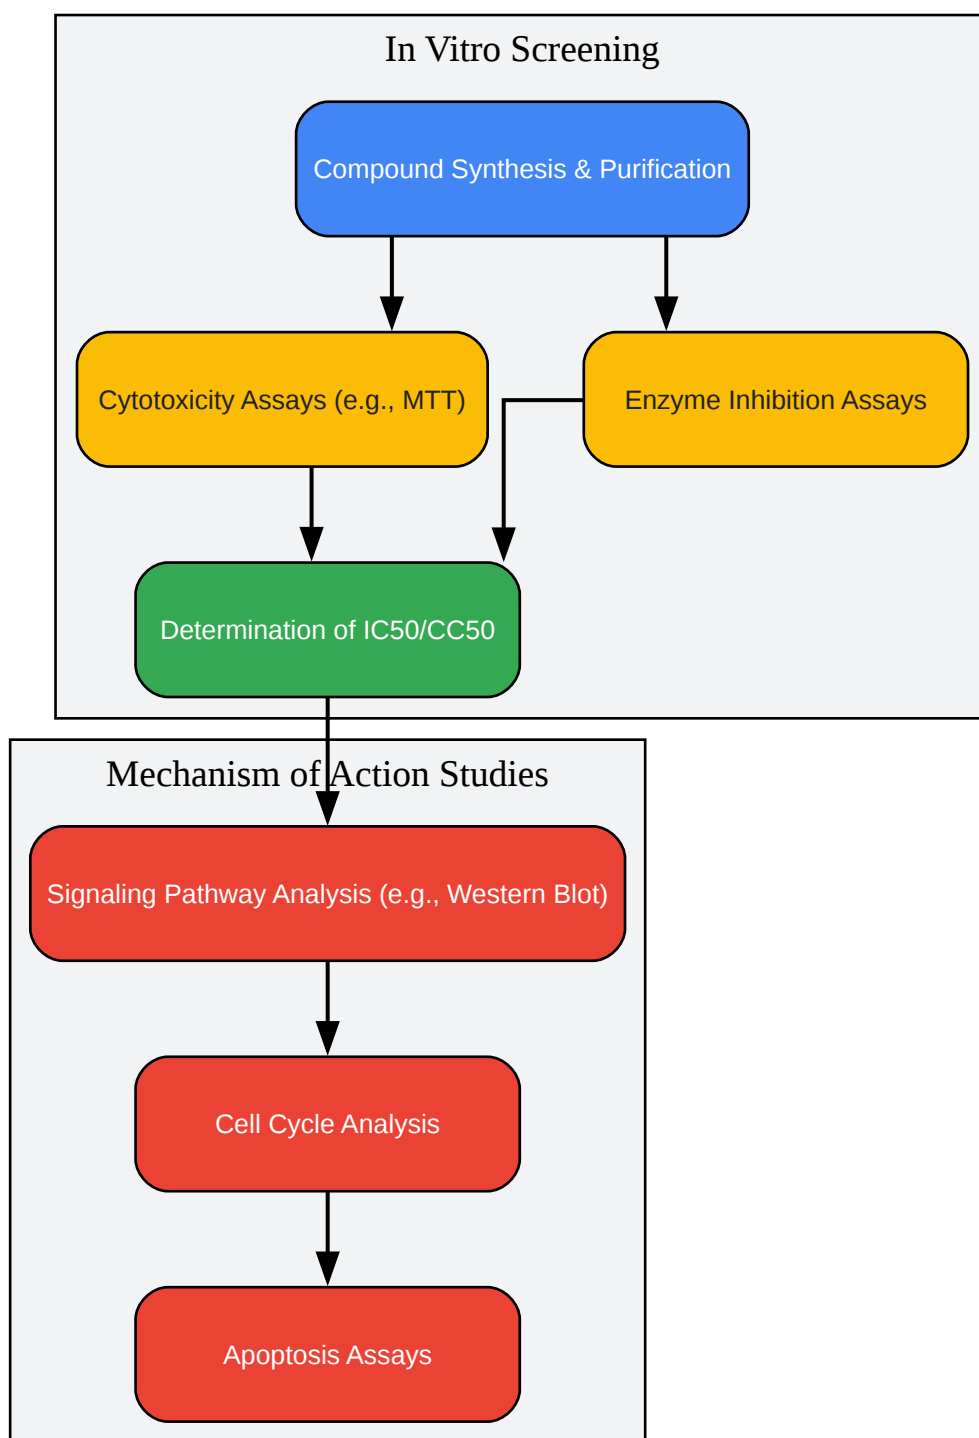 In Vitro Screening
Compound Synthesis & Purification
Cytotoxicity Assays (e.g., MTT)
Enzyme Inhibition Assays
Determination of IC50/CC50
Mechanism of Action Studies
Signaling Pathway Analysis (e.g., Western Blot)
Cell Cycle Analysis
Apoptosis Assays